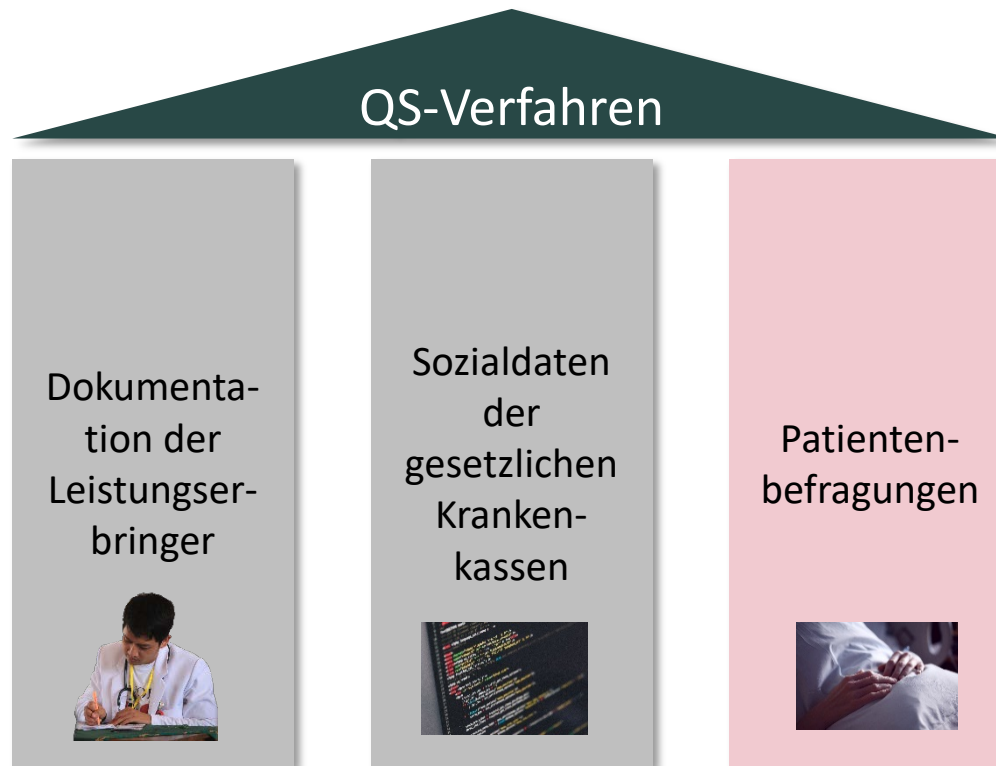 QS-Verfahren
Dokumenta-
tion der
Leistungser-
bringer
Sozialdaten
der
gesetzlichen
Kranken-
kassen
Patienten-
befragungen